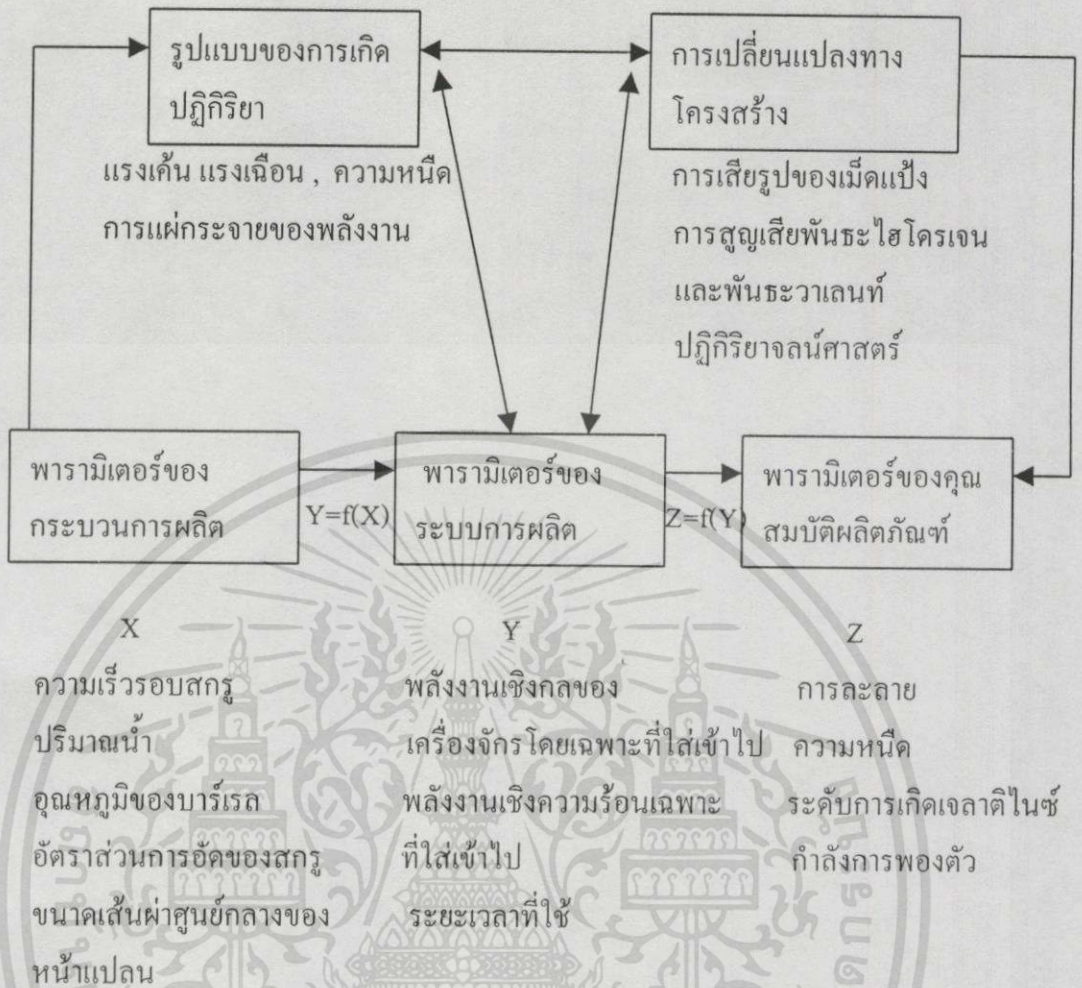 รูปแบบของการเกิด
ปฏิกิริยา
แรงเค้น แรงเฉือน , ความหนืด
การแผ่กระจายของพลังงาน
การเปลี่ยนแปลงทาง
โครงสร้าง
การเสียรูปของเม็ดแป้ง
การสูญเสียพันธะไฮโดรเจน
และพันธะวาเลนท์
ปฏิกิริยาจลน์ศาสตร์
พารามิเตอร์ของ
กระบวนการผลิต
Y=f(X)
พารามิเตอร์ของ
ระบบการผลิต
Z=f(Y)
พารามิเตอร์ของคุณ
สมบัติผลิตภัณฑ์
X
ความเร็วรอบสกรู
ปริมาณน้ำ
อุณหภูมิของบาร์เรล
อัตราส่วนการอัดของสกรู
ขนาดเส้นผ่าศูนย์กลางของ
หน้าแปลน
Y
พลังงานเชิงกลของ
เครื่องจักรโดยเฉพาะที่ใส่เข้าไป
พลังงานเชิงความร้อนเฉพาะ
ที่ใส่เข้าไป
ระยะเวลาที่ใช้
Z
การละลาย
ความหนืด
ระดับการเกิดเจลาติไนซ์
กำลังการพองตัว